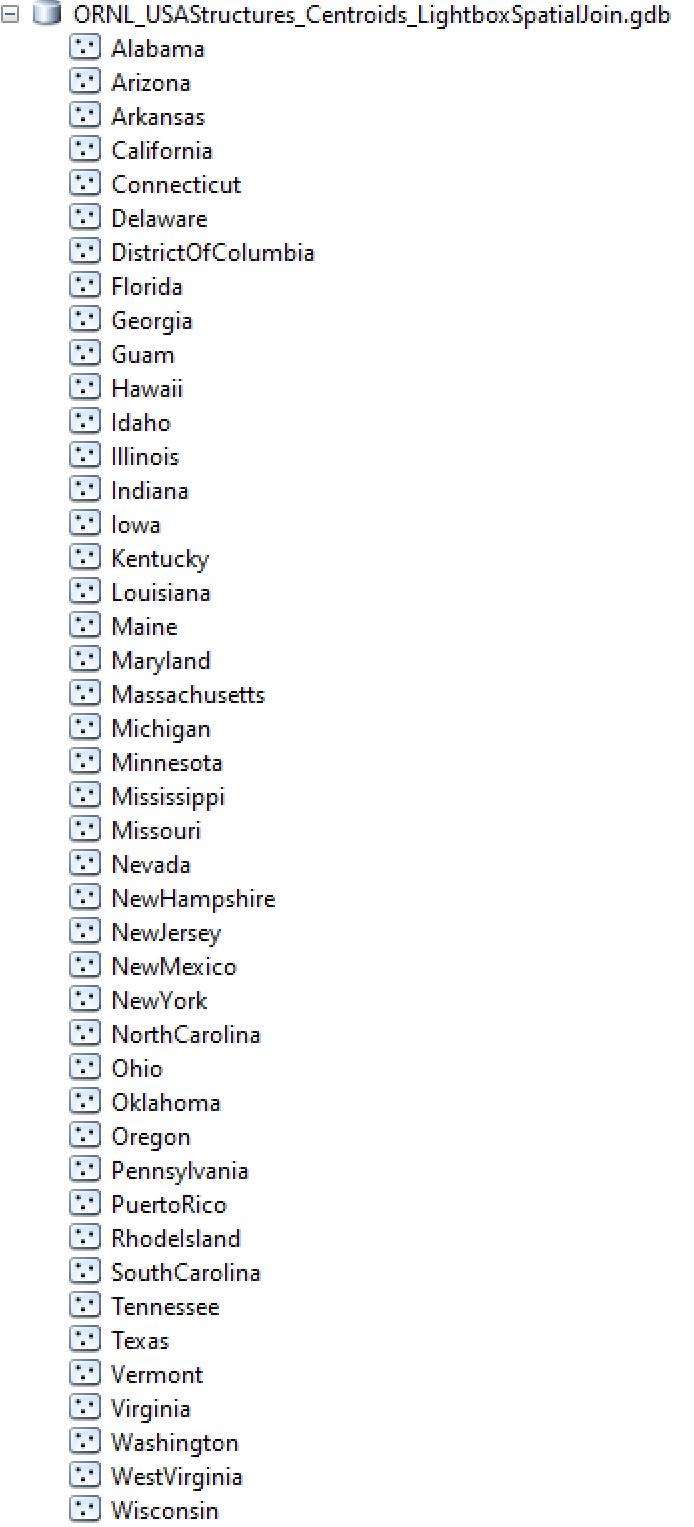 ORNL_USAStructures_Centroids_LightboxSpatialJoin.gdb
Alabama
Arizona
Arkansas
California
Connecticut
Delaware
DistrictOfColumbia
Florida
Georgia
Guam
Hawaii
Idaho
Illinois
Indiana
Iowa
Kentucky
Louisiana
Maine
Maryland
Massachusetts
Michigan
Minnesota
Mississippi
Missouri
Nevada
NewHampshire
NewJersey
NewMexico
NewYork
NorthCarolina
Ohio
Oklahoma
Oregon
Pennsylvania
PuertoRico
RhodeIsland
SouthCarolina
Tennessee
Texas
Vermont
Virginia
Washington
WestVirginia
Wisconsin